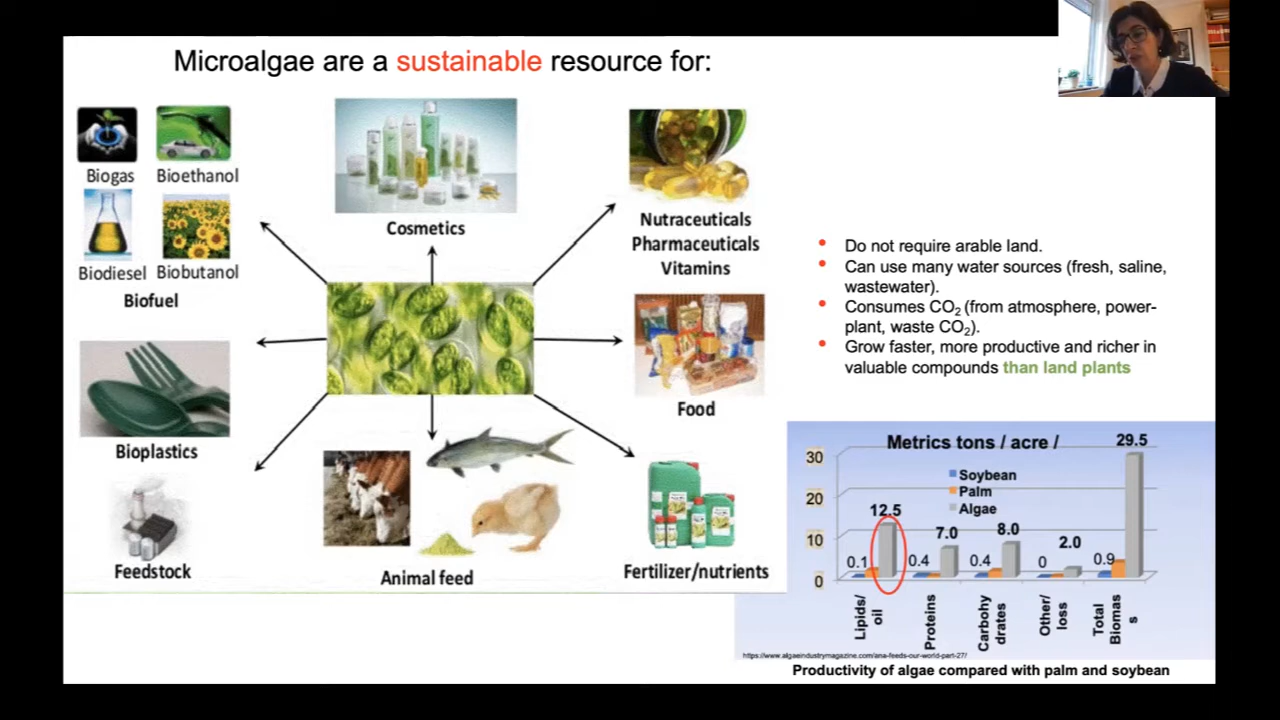 Microalgae are a sustainable resource for:
Biogas
Bioethanol
Biodiesel
Biobutanol
Biofuel
Cosmetics
Nutraceuticals
Pharmaceuticals
Vitamins
Bioplastics
Food
Feedstock
Animal feed
Fertilizer/nutrients
• Do not require arable land.
• Can use many water sources (fresh, saline,
wastewater).
• Consumes CO₂ (from atmosphere, power-
plant, waste CO₂).
• Grow faster, more productive and richer in
valuable compounds than land plants
Metrics tons / acre /
Soybean
Palm
Algae
30
20
10
0
0.1
12.5
0.4
7.0
0.4
8.0
0
2.0
0.9
29.5
Lipids/
oil
Proteins
Carbohy
drates
Other/
loss
Total
Biomas
s
https://www.algaeindustrymagazine.com/ana-feeds-our-world-part-27/
Productivity of algae compared with palm and soybean